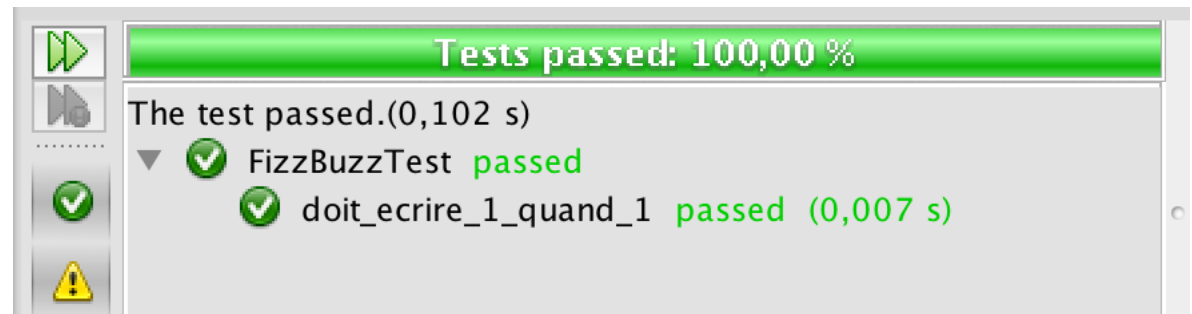 Tests passed: 100,00 %
The test passed.(0,102 s)
FizzBuzzTest passed
doit_ecrire_1_quand_1 passed (0,007 s)